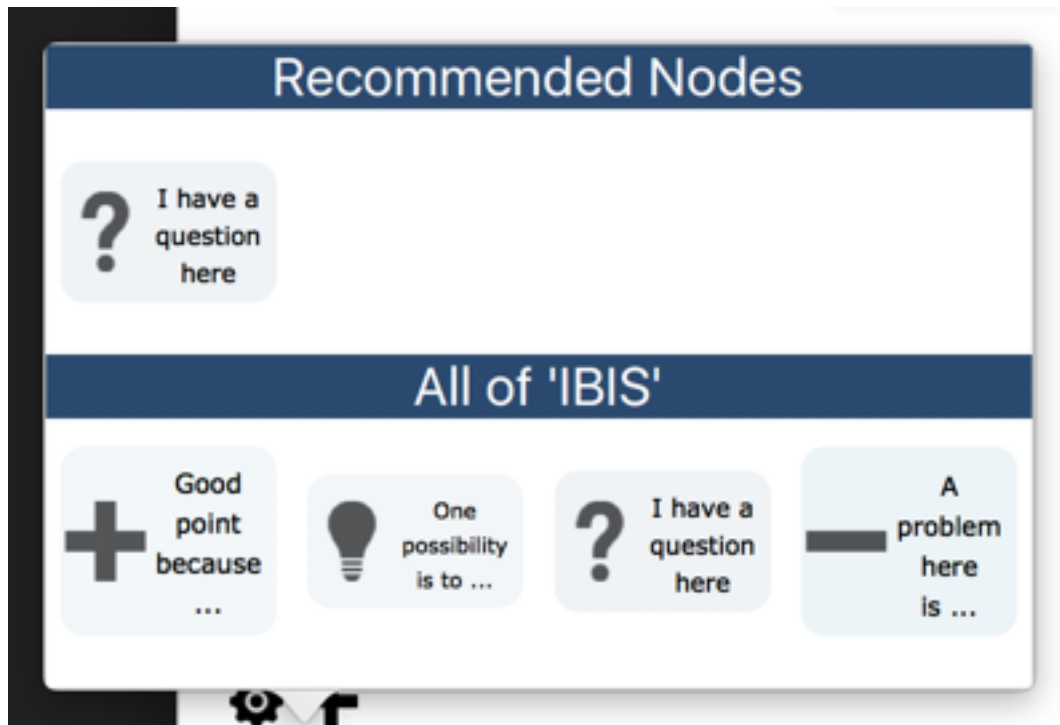 Recommended Nodes
I have a
question
here
All of 'IBIS'
Good
point
because
...
One
possibility
is to ...
I have a
question
here
A
problem
here
is ...